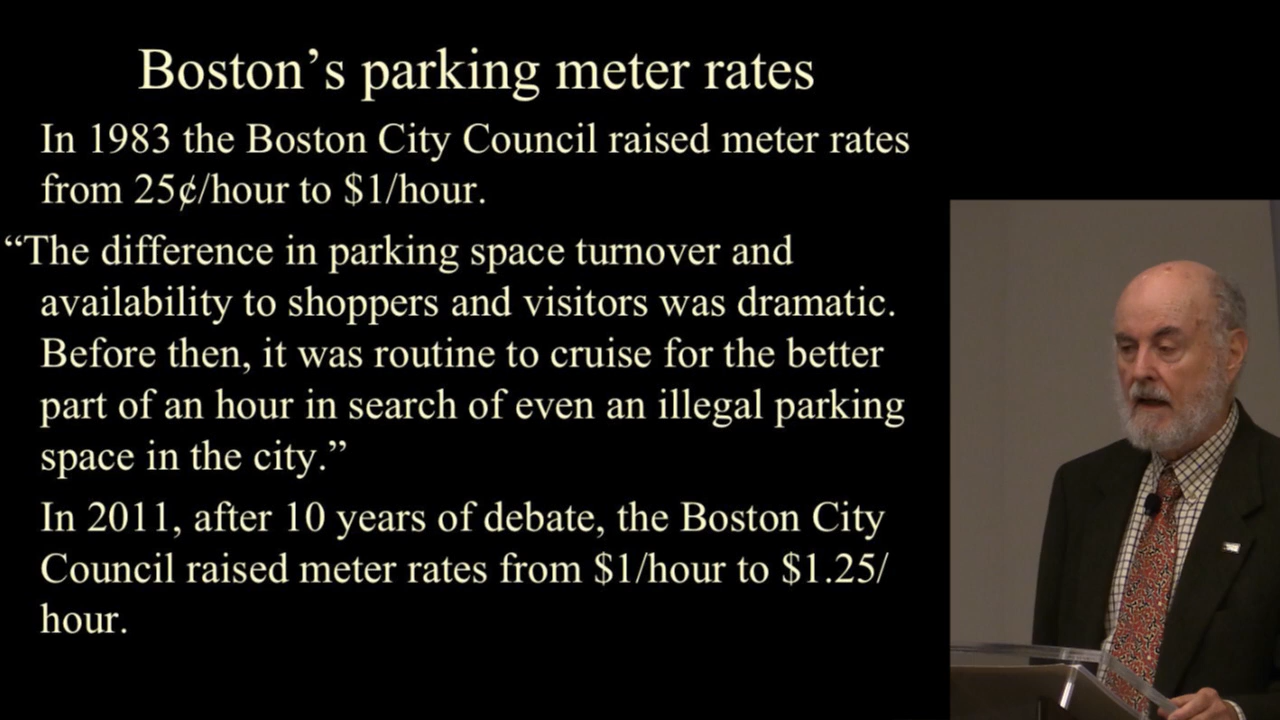 Boston’s parking meter rates
In 1983 the Boston City Council raised meter rates
from 25¢/hour to $1/hour.
“The difference in parking space turnover and
availability to shoppers and visitors was dramatic.
Before then, it was routine to cruise for the better
part of an hour in search of even an illegal parking
space in the city.”
In 2011, after 10 years of debate, the Boston City
Council raised meter rates from $1/hour to $1.25/
hour.